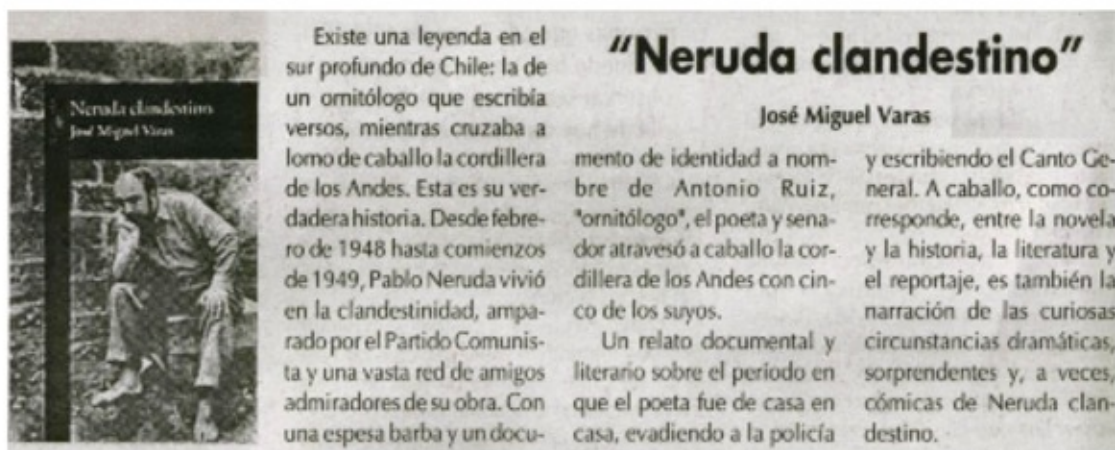 Neruda clandestino
José Miguel Varas
Existe una leyenda en el
sur profundo de Chile: la de
un ornitólogo que escribía
versos, mientras cruzaba a
lomo de caballo la cordillera
de los Andes. Esta es su ver-
dadera historia. Desde febre-
ro de 1948 hasta comienzos
de 1949, Pablo Neruda vivió
en la clandestinidad, ampa-
rado por el Partido Comunis-
ta y una vasta red de amigos
admiradores de su obra. Con
una espesa barba y un docu-
"Neruda clandestino"
José Miguel Varas
mento de identidad a nom-
bre de Antonio Ruiz,
"ornitólogo", el poeta y sena-
dor atravesó a caballo la cor-
dillera de los Andes con cin-
co de los suyos.
Un relato documental y
literario sobre el período en
que el poeta fue de casa en
casa, evadiendo a la policía
y escribiendo el Canto Ge-
neral. A caballo, como co-
rresponde, entre la novela
y la historia, la literatura y
el reportaje, es también la
narración de las curiosas
circunstancias dramáticas,
sorprendentes y, a veces,
cómicas de Neruda clan-
destino.